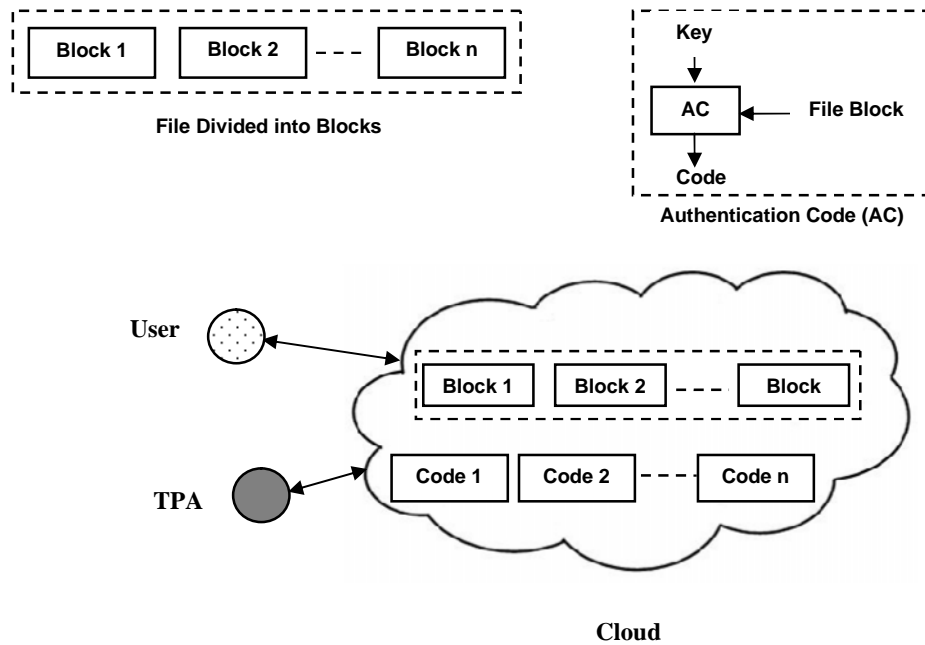 Block 1 Block 2 Block n
File Divided into Blocks
Key
AC File Block
Code
Authentication Code (AC)
User
Block 1 Block 2 Block
TPA
Code 1 Code 2 Code n
Cloud